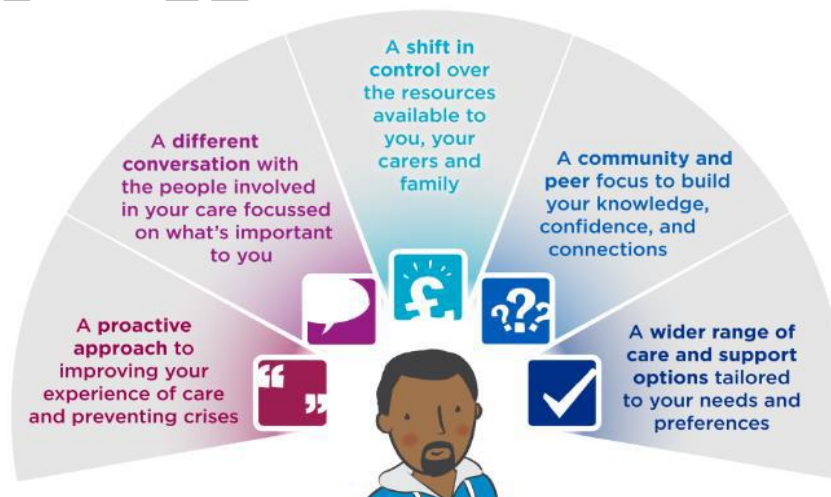 A proactive
approach to
improving your
experience of care
and preventing crises
A different
conversation with
the people involved
in your care focussed
on what's important
to you
A shift in
control over
the resources
available to
you, your
carers and
family
A community and
peer focus to build
your knowledge,
confidence, and
connections
A wider range of
care and support
options tailored
to your needs and
preferences
“ ”
£
???